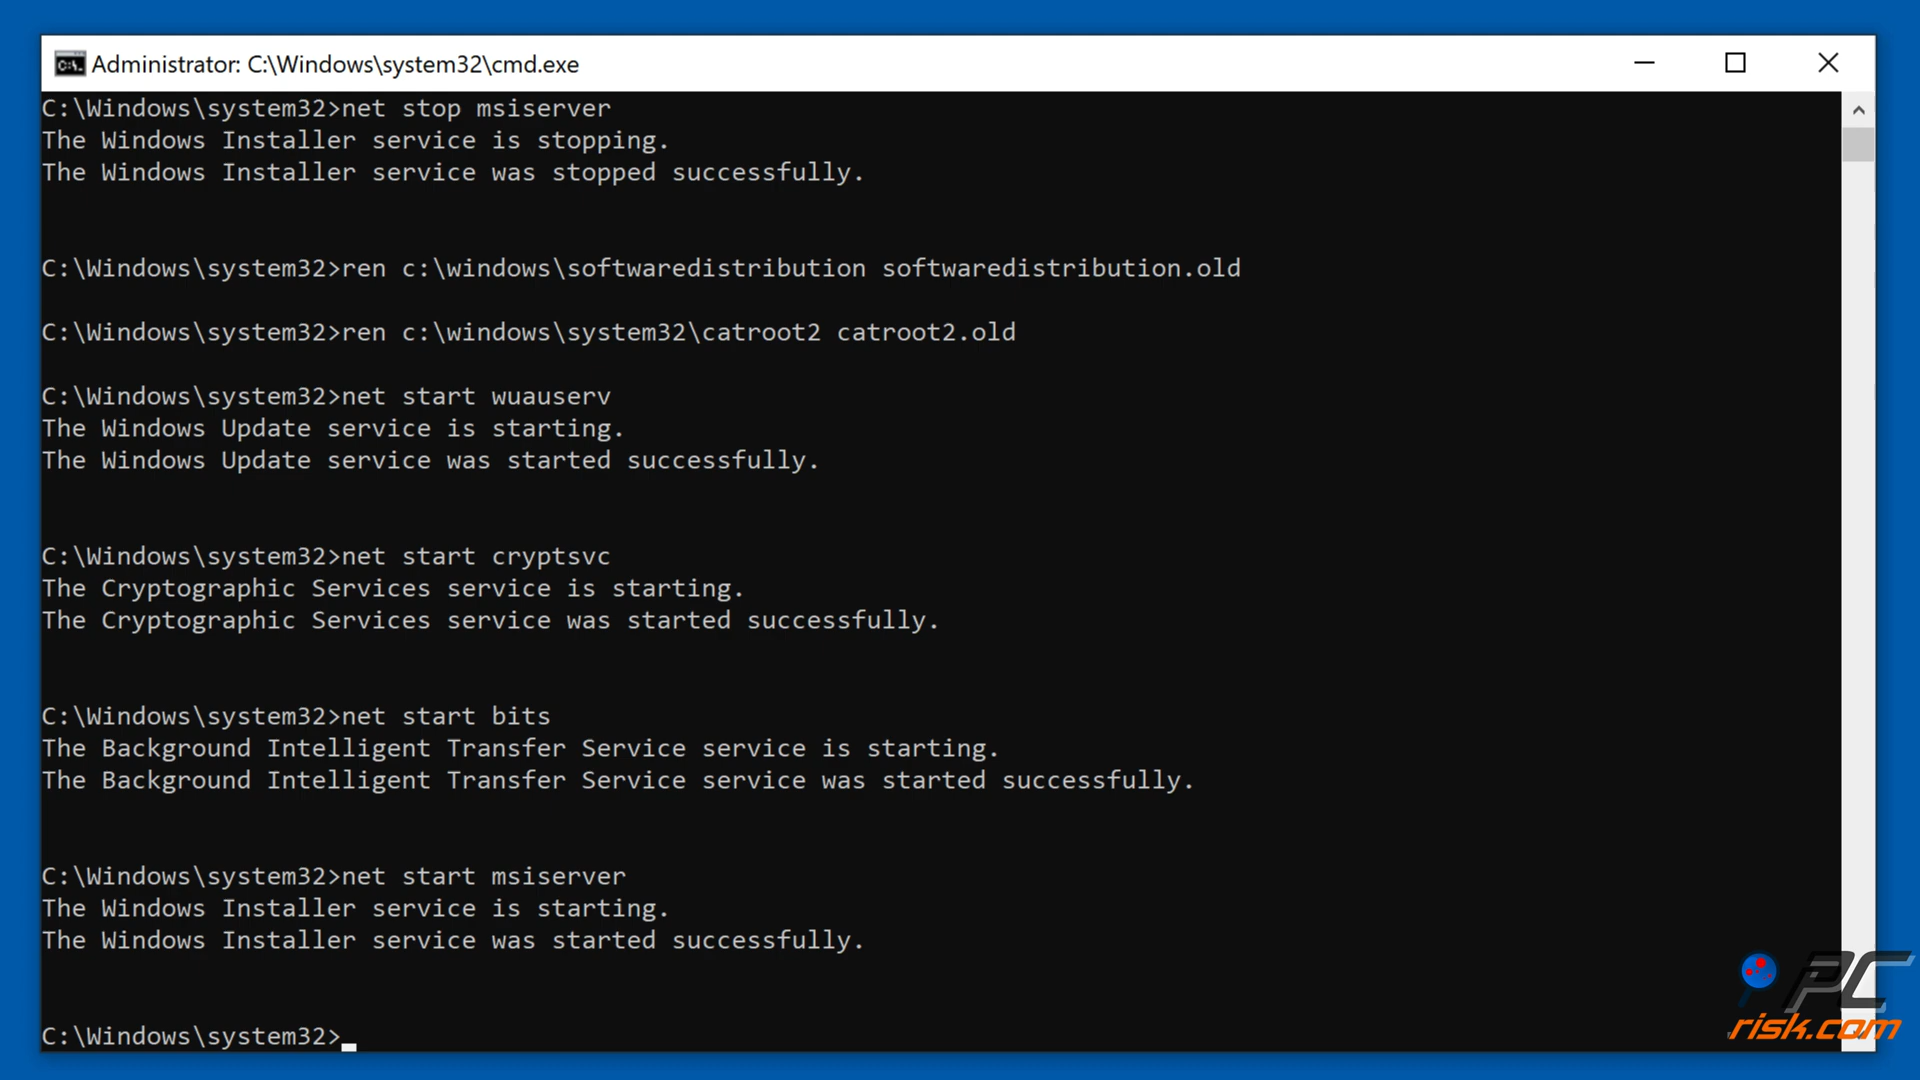 Administrator: C:\Windows\system32\cmd.exe
C:\Windows\system32>net stop msiserver
The Windows Installer service is stopping.
The Windows Installer service was stopped successfully.
C:\Windows\system32>ren c:\windows\softwaredistribution softwaredistribution.old
C:\Windows\system32>ren c:\windows\system32\catroot2 catroot2.old
C:\Windows\system32>net start wuauserv
The Windows Update service is starting.
The Windows Update service was started successfully.
C:\Windows\system32>net start cryptsvc
The Cryptographic Services service is starting.
The Cryptographic Services service was started successfully.
C:\Windows\system32>net start bits
The Background Intelligent Transfer Service service is starting.
The Background Intelligent Transfer Service service was started successfully.
C:\Windows\system32>net start msiserver
The Windows Installer service is starting.
The Windows Installer service was started successfully.
C:\Windows\system32>
PC
risk.com